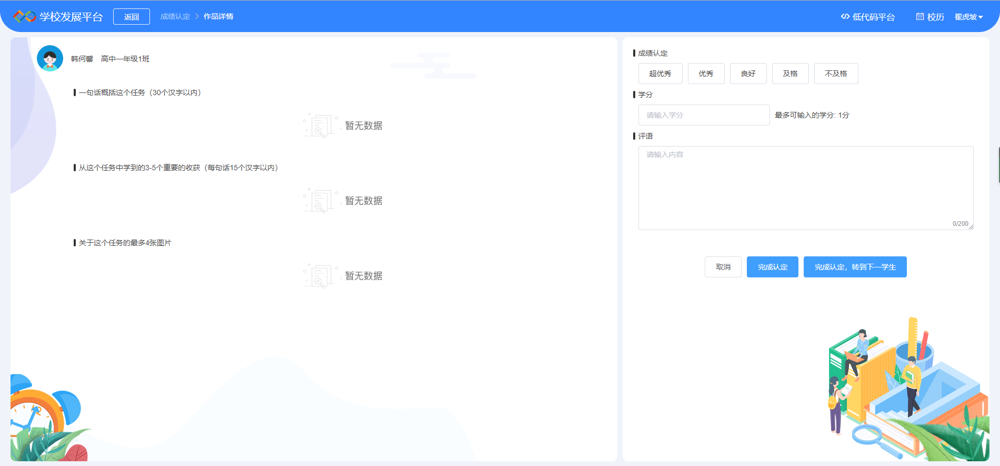 学校发展平台 返回 成绩认定 > 作品详情 低代码平台 校历 翟虎坡
韩何馨 高中一年级1班
一句话概括这个任务（30个汉字以内）
暂无数据
从这个任务中学到的3-5个重要的收获（每句话15个汉字以内）
暂无数据
关于这个任务的最多4张图片
暂无数据
成绩认定
超优秀 优秀 良好 及格 不及格
学分
请输入学分 最多可输入的学分: 1分
评语
请输入内容
0/200
取消 完成认定 完成认定，转到下一学生